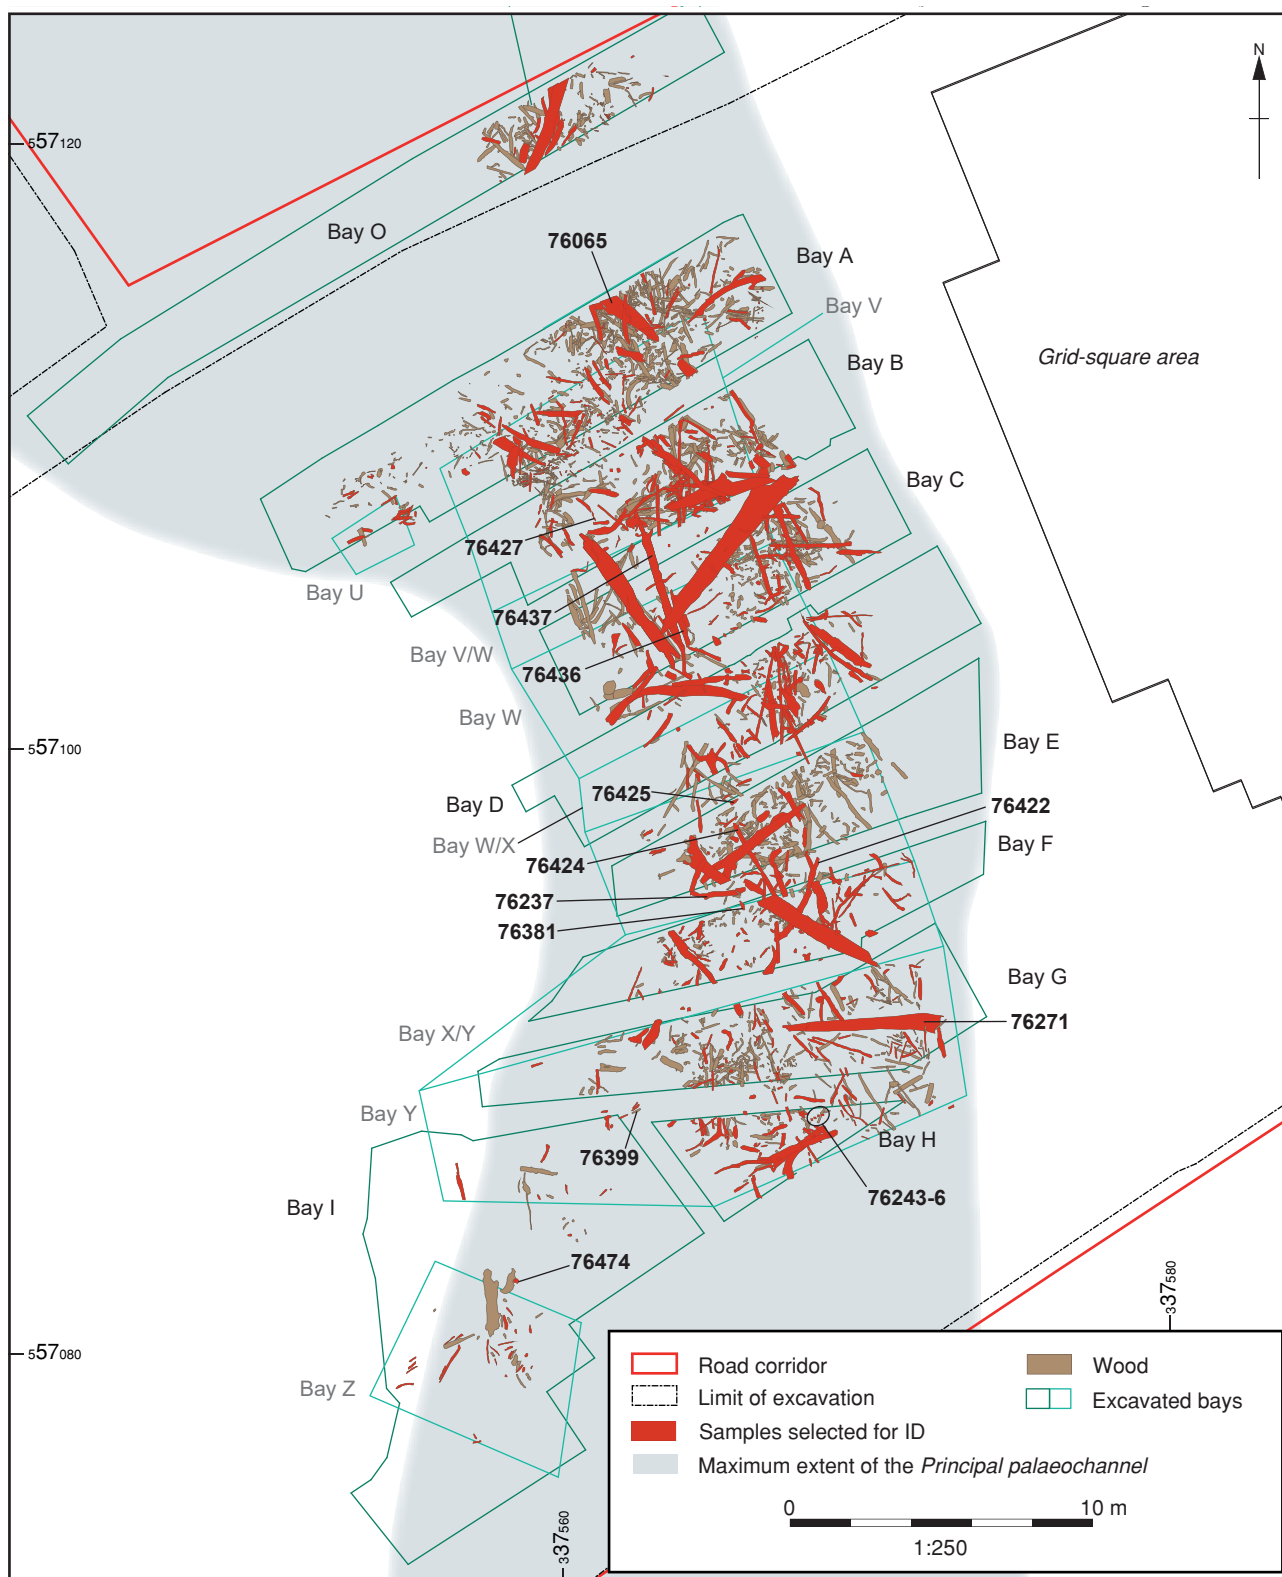 N
557120
Bay O
76065
Bay A
Bay V
Bay B
Grid-square area
Bay C
76427
Bay U
76437
Bay V/W
76436
Bay W
557100
Bay E
Bay D
76425
76422
Bay W/X
Bay F
76424
76237
76381
Bay G
76271
Bay X/Y
Bay Y
Bay H
76399
76243-6
Bay I
76474
337580
557080
Bay Z
337560
Road corridor
Wood
Limit of excavation
Excavated bays
Samples selected for ID
Maximum extent of the Principal palaeochannel
0 10 m
1:250